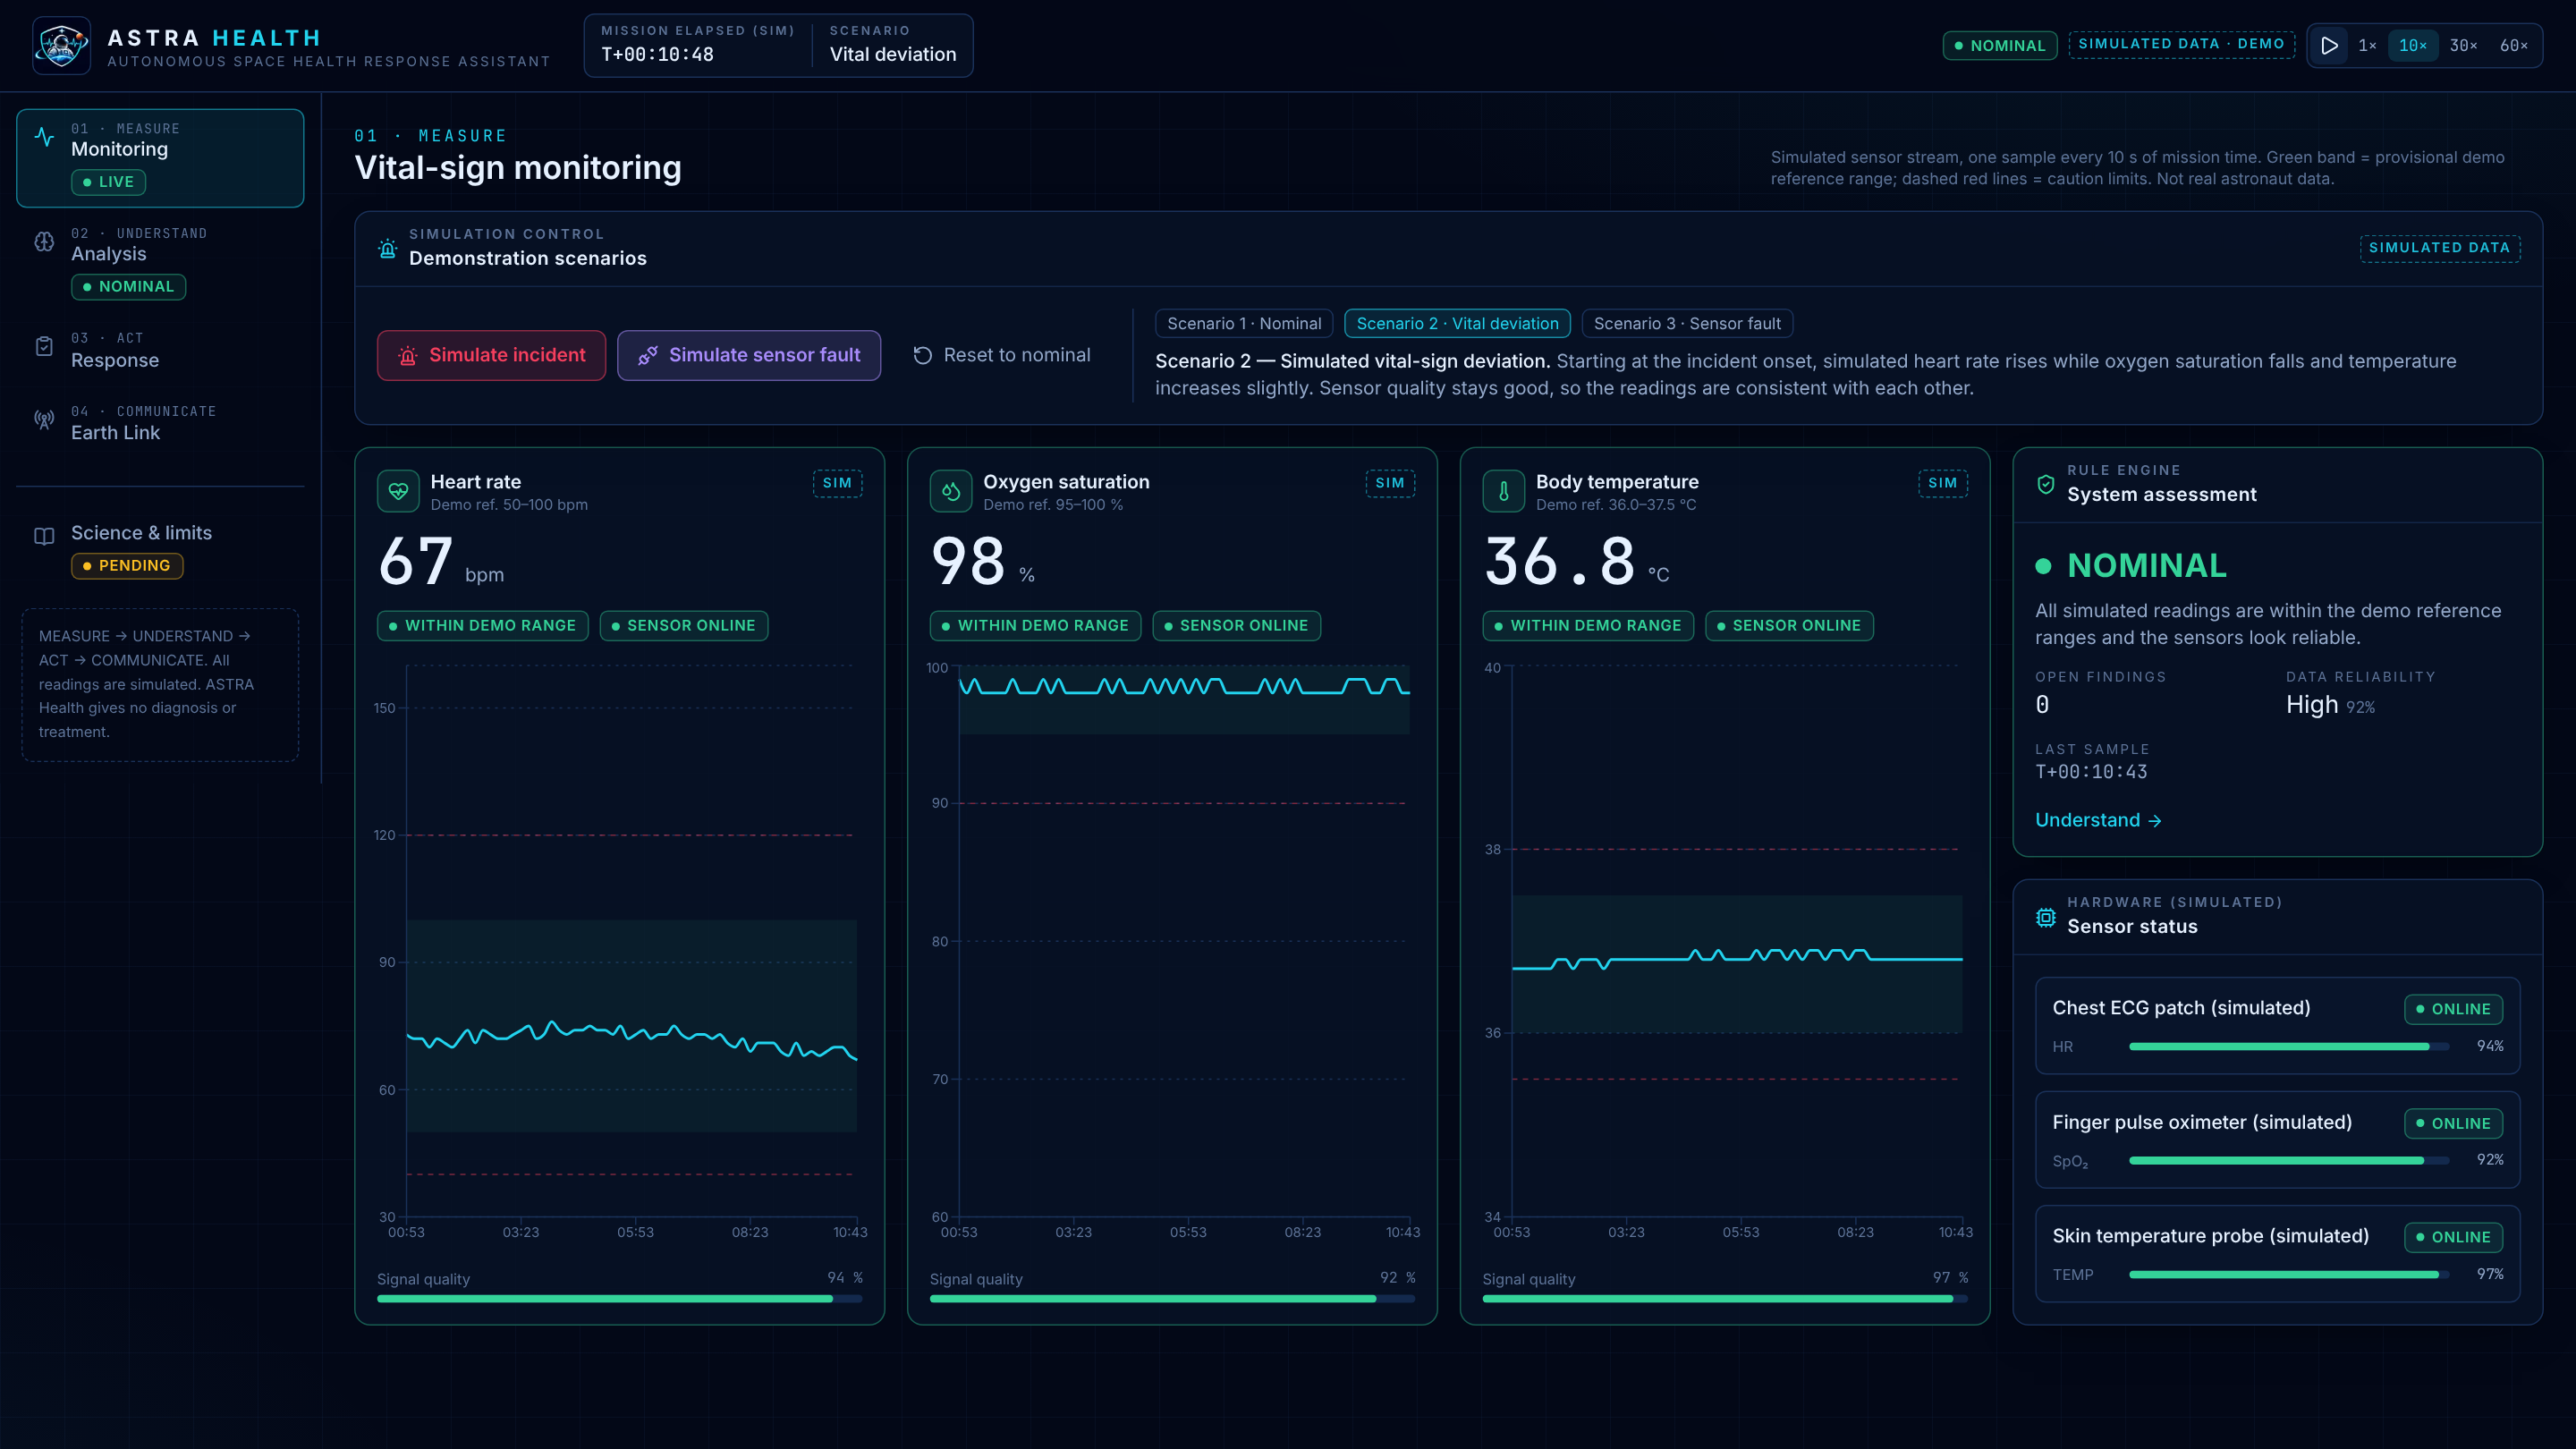 ASTRA HEALTH
AUTONOMOUS SPACE HEALTH RESPONSE ASSISTANT
MISSION ELAPSED (SIM)
T+00:10:48
SCENARIO
Vital deviation
NOMINAL
SIMULATED DATA · DEMO
1×
10×
30×
60×
01 · MEASURE
Monitoring
LIVE
02 · UNDERSTAND
Analysis
NOMINAL
03 · ACT
Response
04 · COMMUNICATE
Earth Link
Science & limits
PENDING
MEASURE → UNDERSTAND →
ACT → COMMUNICATE. All
readings are simulated. ASTRA
Health gives no diagnosis or
treatment.
01 · MEASURE
Vital-sign monitoring
Simulated sensor stream, one sample every 10 s of mission time. Green band = provisional demo
reference range; dashed red lines = caution limits. Not real astronaut data.
SIMULATION CONTROL
Demonstration scenarios
SIMULATED DATA
Simulate incident
Simulate sensor fault
Reset to nominal
Scenario 1 · Nominal
Scenario 2 · Vital deviation
Scenario 3 · Sensor fault
Scenario 2 — Simulated vital-sign deviation. Starting at the incident onset, simulated heart rate rises while oxygen saturation falls and temperature
increases slightly. Sensor quality stays good, so the readings are consistent with each other.
Heart rate
Demo ref. 50–100 bpm
SIM
67 bpm
WITHIN DEMO RANGE
SENSOR ONLINE
150
120
90
60
30
00:53
03:23
05:53
08:23
10:43
Signal quality
94 %
Oxygen saturation
Demo ref. 95–100 %
SIM
98 %
WITHIN DEMO RANGE
SENSOR ONLINE
100
90
80
70
60
00:53
03:23
05:53
08:23
10:43
Signal quality
92 %
Body temperature
Demo ref. 36.0–37.5 °C
SIM
36.8 °C
WITHIN DEMO RANGE
SENSOR ONLINE
40
38
36
34
00:53
03:23
05:53
08:23
10:43
Signal quality
97 %
RULE ENGINE
System assessment
NOMINAL
All simulated readings are within the demo reference
ranges and the sensors look reliable.
OPEN FINDINGS
0
DATA RELIABILITY
High 92%
LAST SAMPLE
T+00:10:43
Understand →
HARDWARE (SIMULATED)
Sensor status
Chest ECG patch (simulated)
ONLINE
HR
94%
Finger pulse oximeter (simulated)
ONLINE
SpO₂
92%
Skin temperature probe (simulated)
ONLINE
TEMP
97%